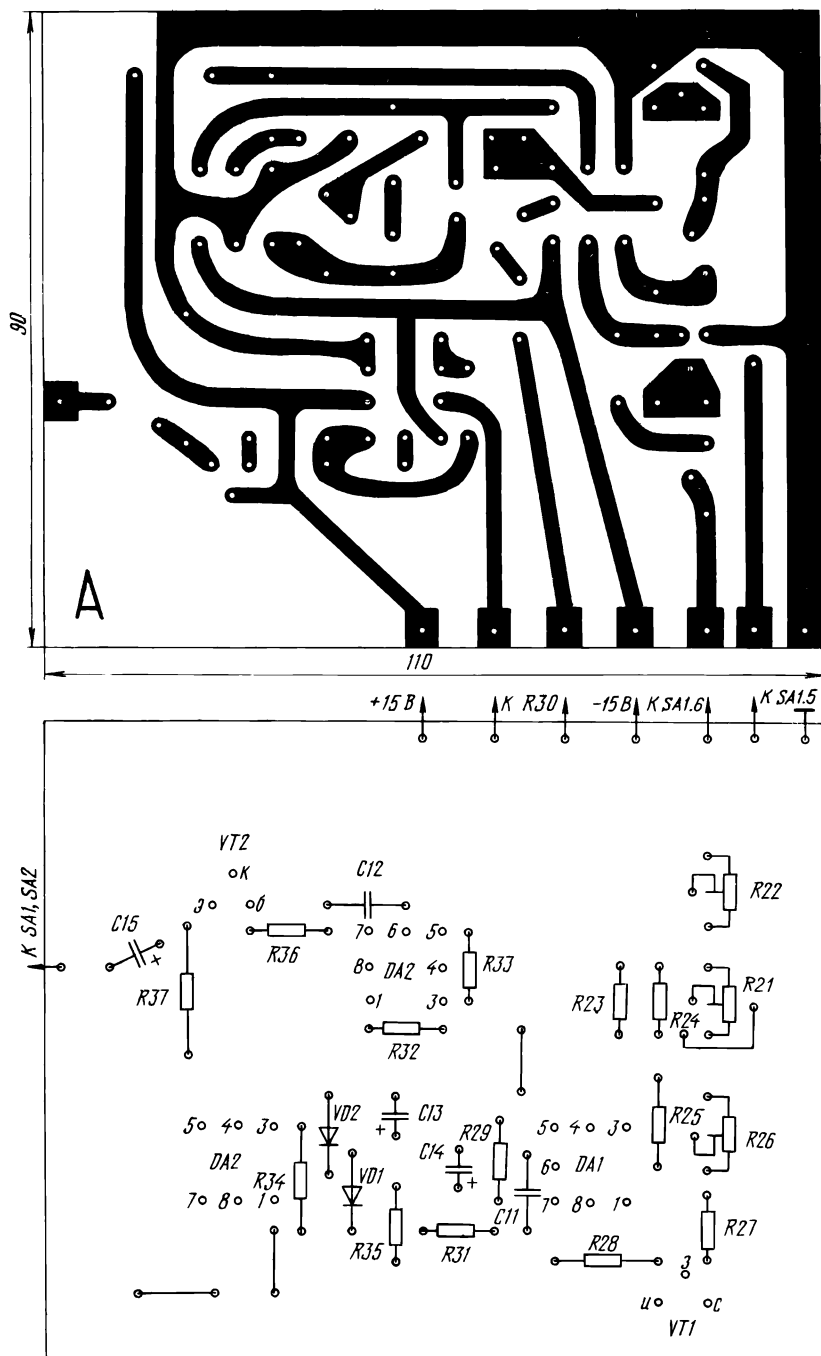 90
A
110
+15 В
К R30
-15В
К SA1.6
К SA1.5
К SA1, SA2
VT2
к
э
б
C12
R22
C15
+
R36
7
6
5
R37
8
DA2
4
R33
1
3
R23
R24
R21
R32
5
4
3
VD2
C13
+
R29
5
4
3
R25
R26
DA2
R34
C14
+
6
DA1
7
8
1
VD1
C11
7
8
1
R27
R35
R31
R28
з
и
с
VT1